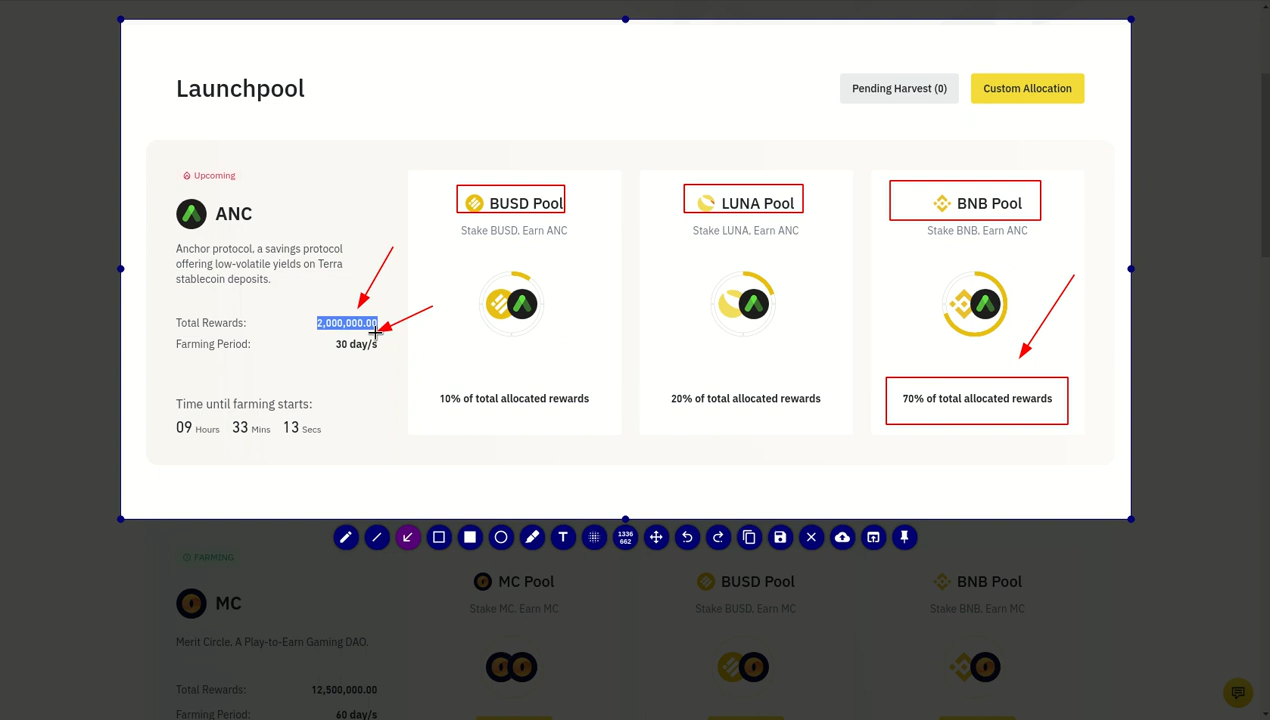 Launchpool
Pending Harvest (0)
Custom Allocation
Upcoming
ANC
Anchor protocol, a savings protocol
offering low-volatile yields on Terra
stablecoin deposits.
Total Rewards: 2,000,000.00
Farming Period: 30 day/s
Time until farming starts:
09 Hours 33 Mins 13 Secs
BUSD Pool
Stake BUSD, Earn ANC
10% of total allocated rewards
LUNA Pool
Stake LUNA, Earn ANC
20% of total allocated rewards
BNB Pool
Stake BNB, Earn ANC
70% of total allocated rewards
T
1336
662
FARMING
MC
Merit Circle, A Play-to-Earn Gaming DAO.
Total Rewards: 12,500,000.00
Farming Period: 60 day/s
MC Pool
Stake MC, Earn MC
BUSD Pool
Stake BUSD, Earn MC
BNB Pool
Stake BNB, Earn MC